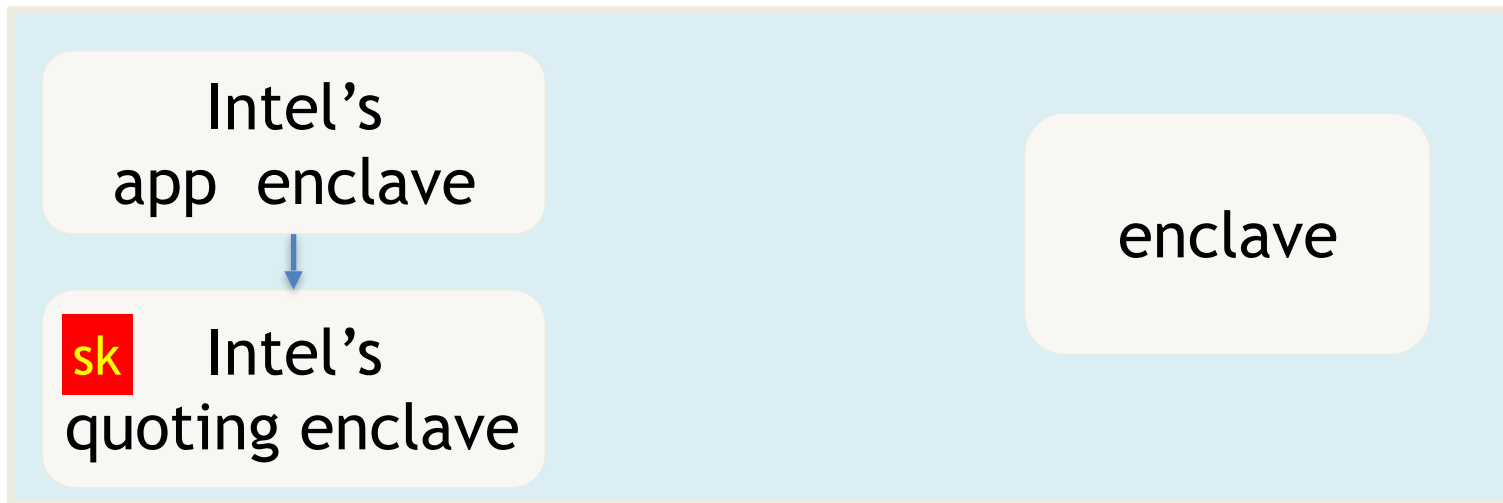 Intel’s
app enclave
enclave
sk
Intel’s
quoting enclave